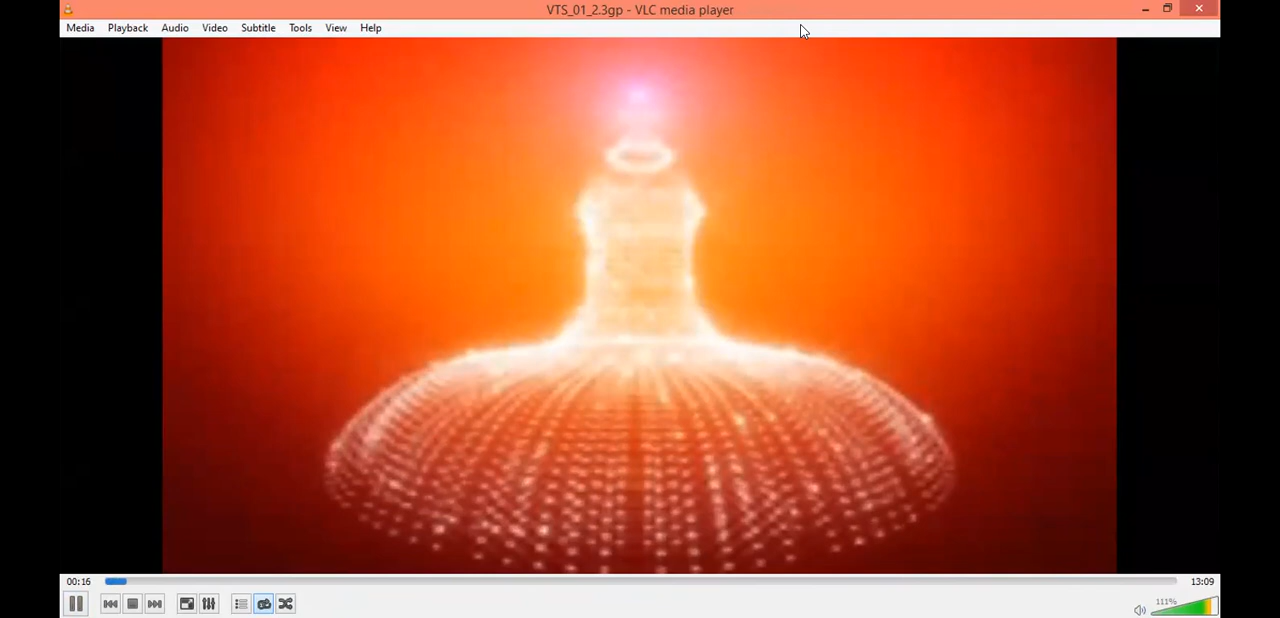 VTS_01_2.3gp - VLC media player
Media Playback Audio Video Subtitle Tools View Help
00:16 13:09
111%